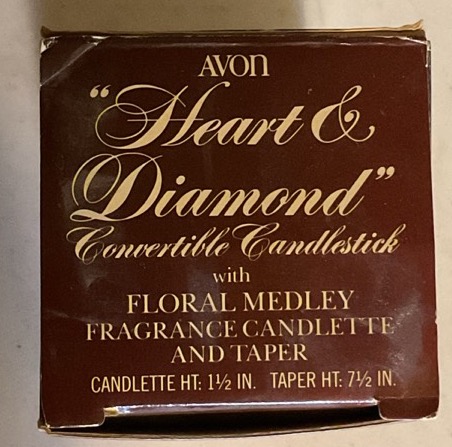 AVON
"Heart &
Diamond"
Convertible Candlestick
with
FLORAL MEDLEY
FRAGRANCE CANDLETTE
AND TAPER
CANDLETTE HT: 1½ IN. TAPER HT: 7½ IN.